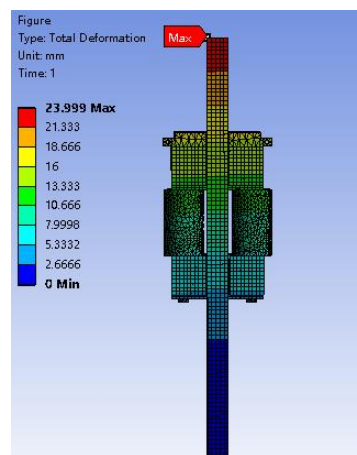 Figure
Type: Total Deformation
Unit: mm
Time: 1
Max
23.999 Max
21.333
18.666
16
13.333
10.666
7.9998
5.3332
2.6666
0 Min